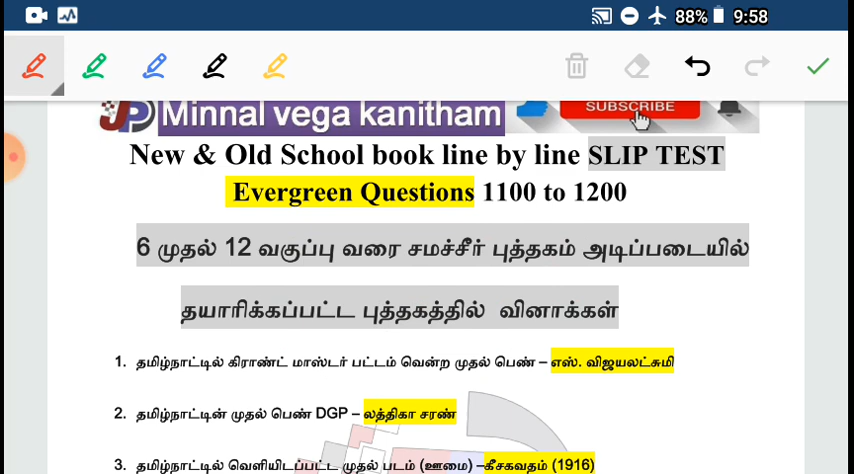 88% 9:58
JP Minnal vega kanitham SUBSCRIBE
New & Old School book line by line SLIP TEST
Evergreen Questions 1100 to 1200
6 முதல் 12 வகுப்பு வரை சமச்சீர் புத்தகம் அடிப்படையில்
தயாரிக்கப்பட்ட புத்தகத்தில் வினாக்கள்
1. தமிழ்நாட்டில் கிராண்ட் மாஸ்டர் பட்டம் வென்ற முதல் பெண் – எஸ். விஜயலட்சுமி
2. தமிழ்நாட்டின் முதல் பெண் DGP – லத்திகா சரண்
3. தமிழ்நாட்டில் வெளியிடப்பட்ட முதல் படம் (ஊமை) –கீசகவதம் (1916)